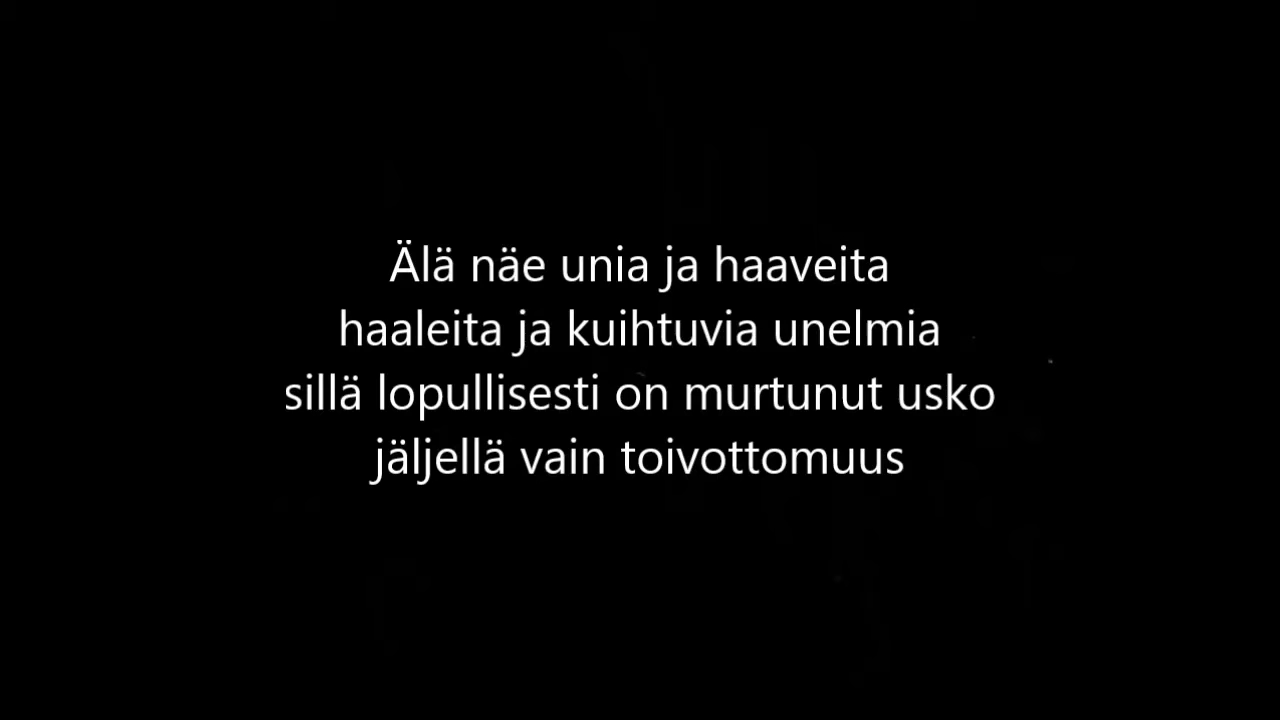 Älä näe unia ja haaveita
haaleita ja kuihtuvia unelmia
sillä lopullisesti on murtunut usko
jäljellä vain toivottomuus